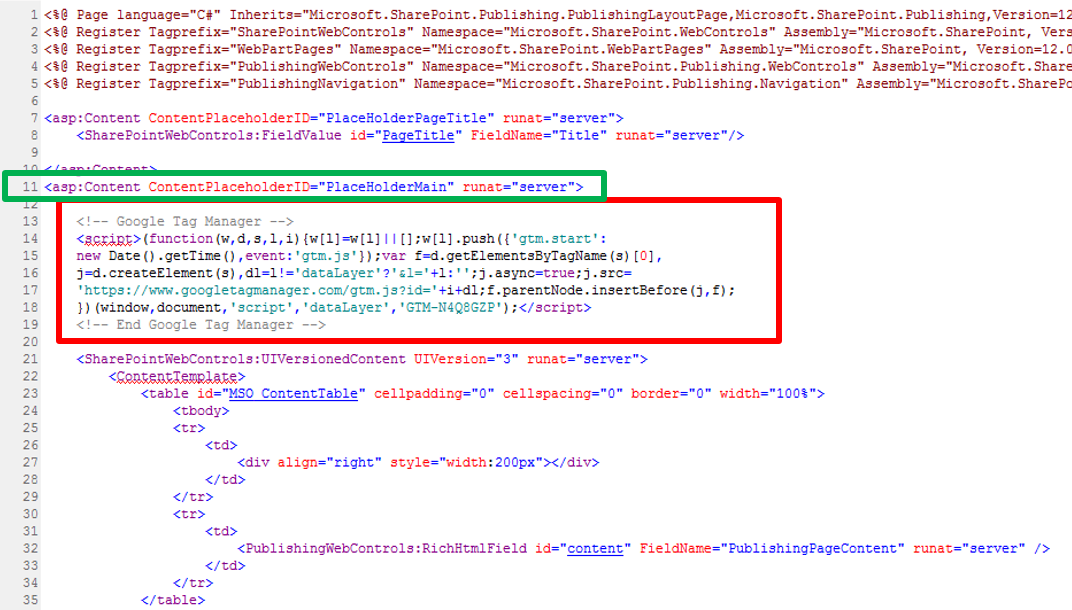 1 <%@ Page language="C#" Inherits="Microsoft.SharePoint.Publishing.PublishingLayoutPage,Microsoft.SharePoint.Publishing,Version=12
2 <%@ Register Tagprefix="SharePointWebControls" Namespace="Microsoft.SharePoint.WebControls" Assembly="Microsoft.SharePoint, Vers
3 <%@ Register Tagprefix="WebPartPages" Namespace="Microsoft.SharePoint.WebPartPages" Assembly="Microsoft.SharePoint, Version=12.0
4 <%@ Register Tagprefix="PublishingWebControls" Namespace="Microsoft.SharePoint.Publishing.WebControls" Assembly="Microsoft.Share
5 <%@ Register Tagprefix="PublishingNavigation" Namespace="Microsoft.SharePoint.Publishing.Navigation" Assembly="Microsoft.SharePo
6
7 <asp:Content ContentPlaceholderID="PlaceHolderPageTitle" runat="server">
8 <SharePointWebControls:FieldValue id="PageTitle" FieldName="Title" runat="server"/>
9
10 </asp:Content>
11 <asp:Content ContentPlaceholderID="PlaceHolderMain" runat="server">
12
13 <!-- Google Tag Manager -->
14 <script>(function(w,d,s,l,i){w[l]=w[l]||[];w[l].push({'gtm.start':
15 new Date().getTime(),event:'gtm.js'});var f=d.getElementsByTagName(s)[0],
16 j=d.createElement(s),dl=l!='dataLayer'?'&l='+l:'';j.async=true;j.src=
17 'https://www.googletagmanager.com/gtm.js?id='+i+dl;f.parentNode.insertBefore(j,f);
18 })(window,document,'script','dataLayer','GTM-N4Q8GZP');</script>
19 <!-- End Google Tag Manager -->
20
21 <SharePointWebControls:UIVersionedContent UIVersion="3" runat="server">
22 <ContentTemplate>
23 <table id="MSO_ContentTable" cellpadding="0" cellspacing="0" border="0" width="100%">
24 <tbody>
25 <tr>
26 <td>
27 <div align="right" style="width:200px"></div>
28 </td>
29 </tr>
30 <tr>
31 <td>
32 <PublishingWebControls:RichHtmlField id="content" FieldName="PublishingPageContent" runat="server" />
33 </td>
34 </tr>
35 </table>